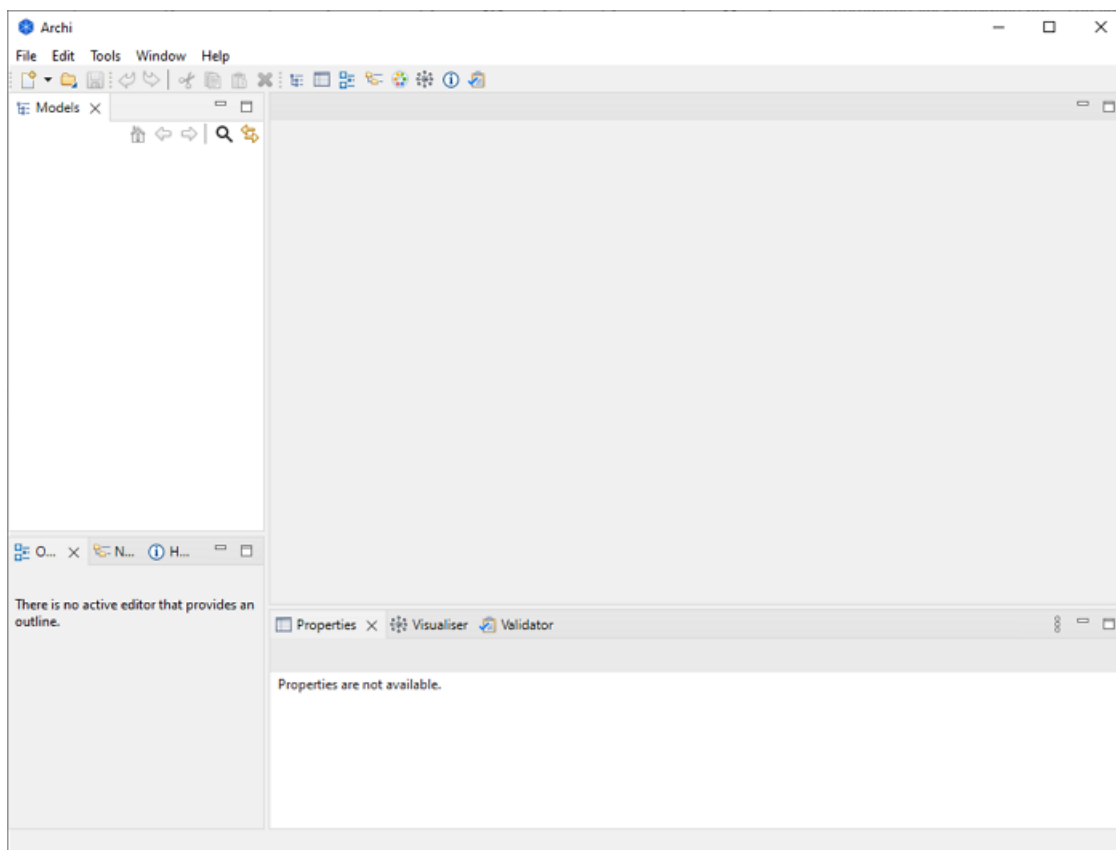 Archi
File Edit Tools Window Help
Models
O... N... H...
There is no active editor that provides an
outline.
Properties Visualiser Validator
Properties are not available.